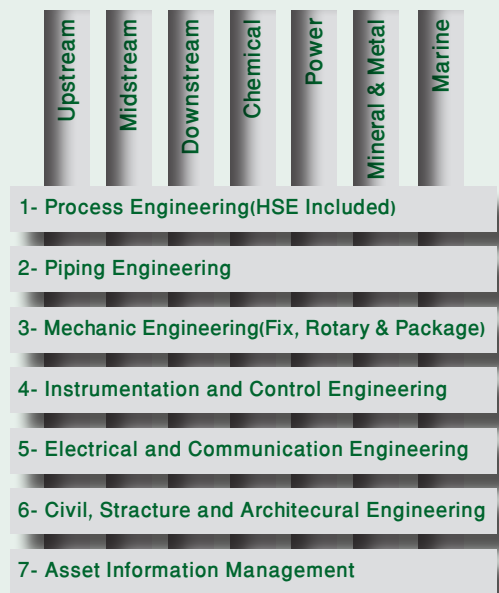 Upstream
Midstream
Downstream
Chemical
Power
Mineral & Metal
Marine
1- Process Engineering(HSE Included)
2- Piping Engineering
3- Mechanic Engineering(Fix, Rotary & Package)
4- Instrumentation and Control Engineering
5- Electrical and Communication Engineering
6- Civil, Stracture and Architecural Engineering
7- Asset Information Management